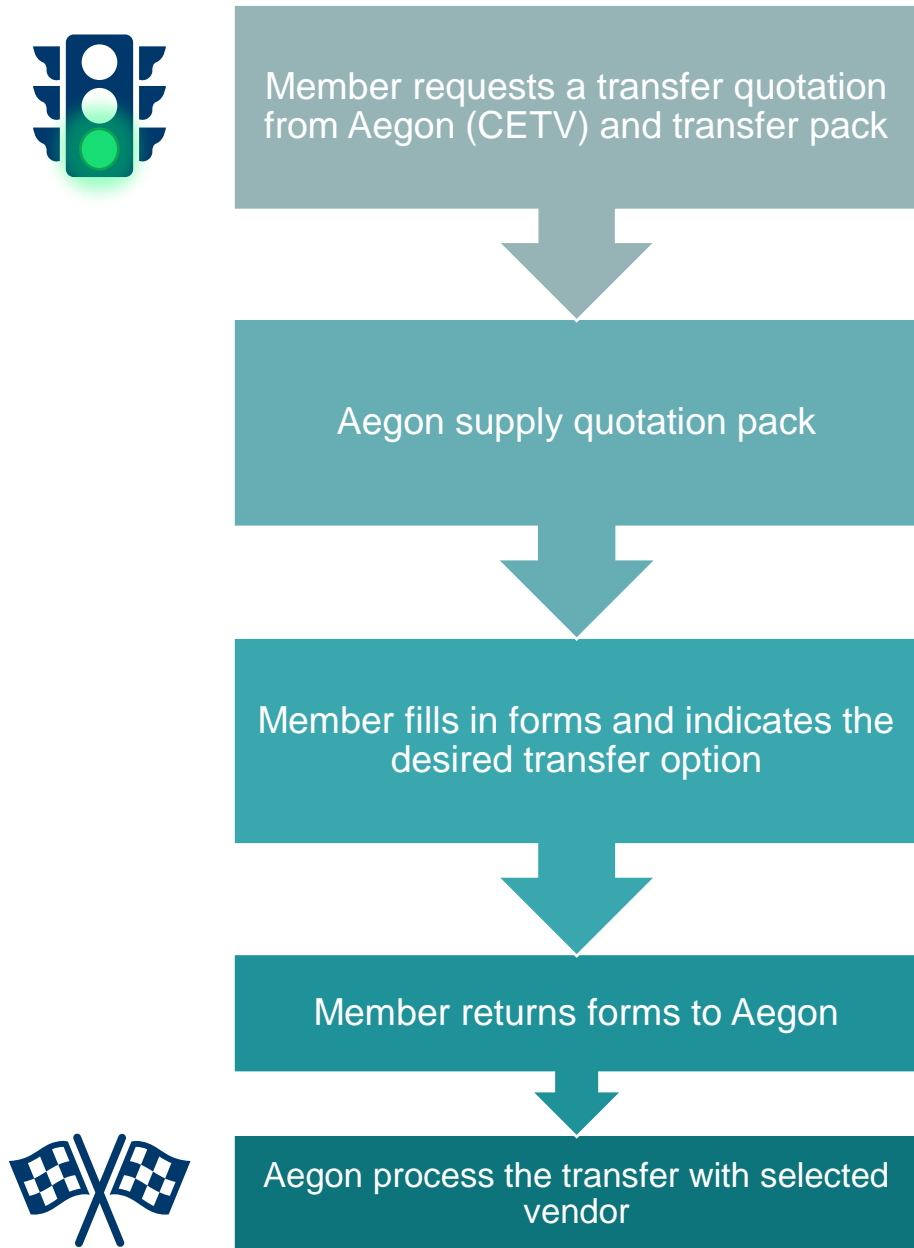 Member requests a transfer quotation
from Aegon (CETV) and transfer pack
Aegon supply quotation pack
Member fills in forms and indicates the
desired transfer option
Member returns forms to Aegon
Aegon process the transfer with selected
vendor